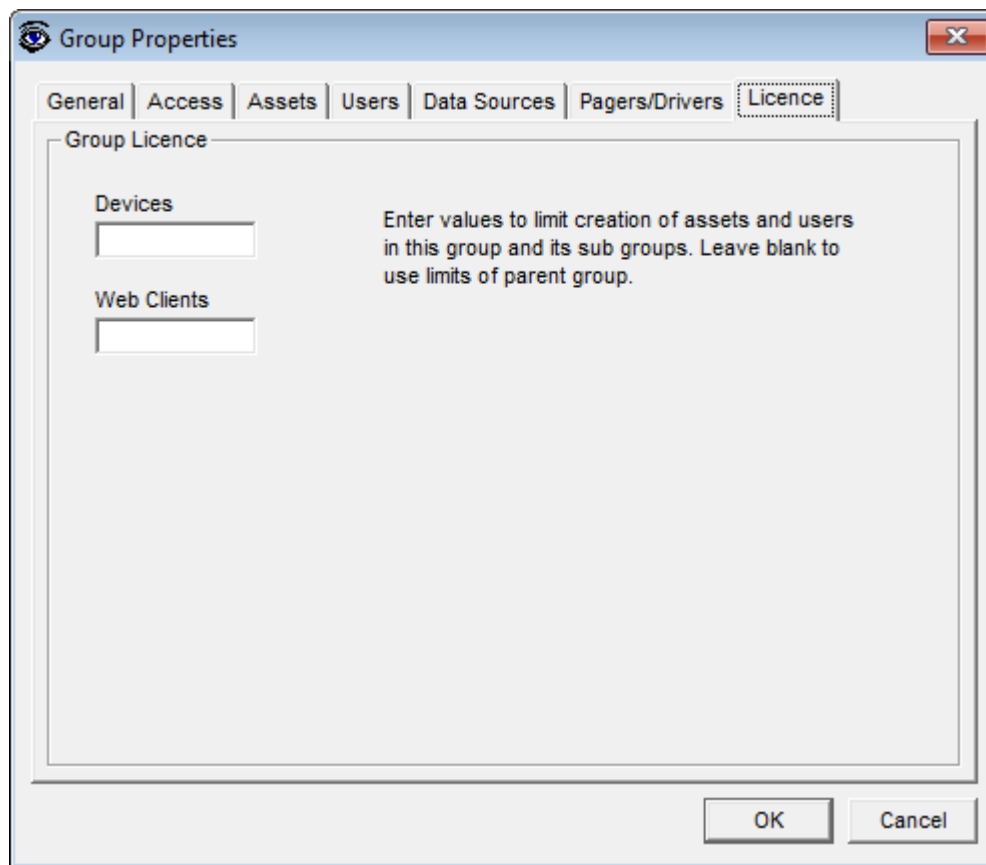 Group Properties
General Access Assets Users Data Sources Pagers/Drivers Licence
Group Licence
Devices
Enter values to limit creation of assets and users
in this group and its sub groups. Leave blank to
use limits of parent group.
Web Clients
OK Cancel